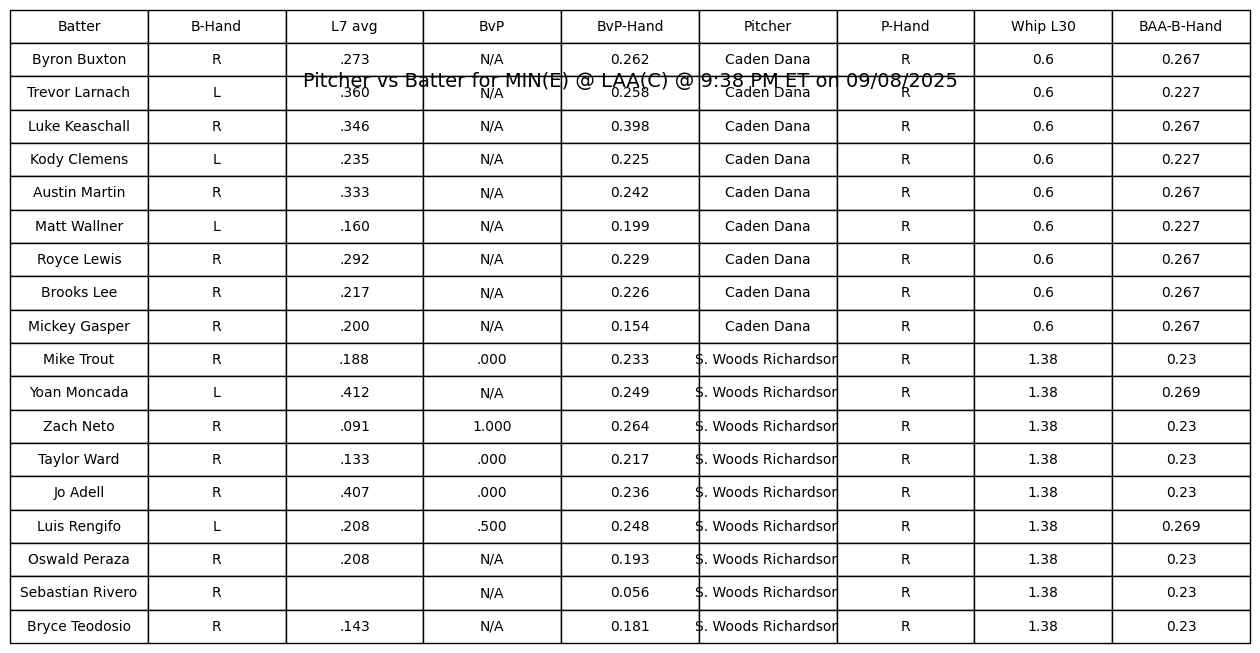 Batter B-Hand L7 avg BvP BvP-Hand Pitcher P-Hand Whip L30 BAA-B-Hand
Byron Buxton R .273 N/A 0.262 Caden Dana R 0.6 0.267
Pitcher vs Batter for MIN(E) @ LAA(C) @ 9:38 PM ET on 09/08/2025
Trevor Larnach L .360 N/A 0.258 Caden Dana R 0.6 0.227
Luke Keaschall R .346 N/A 0.398 Caden Dana R 0.6 0.267
Kody Clemens L .235 N/A 0.225 Caden Dana R 0.6 0.227
Austin Martin R .333 N/A 0.242 Caden Dana R 0.6 0.267
Matt Wallner L .160 N/A 0.199 Caden Dana R 0.6 0.227
Royce Lewis R .292 N/A 0.229 Caden Dana R 0.6 0.267
Brooks Lee R .217 N/A 0.226 Caden Dana R 0.6 0.267
Mickey Gasper R .200 N/A 0.154 Caden Dana R 0.6 0.267
Mike Trout R .188 .000 0.233 S. Woods Richardson R 1.38 0.23
Yoan Moncada L .412 N/A 0.249 S. Woods Richardson R 1.38 0.269
Zach Neto R .091 1.000 0.264 S. Woods Richardson R 1.38 0.23
Taylor Ward R .133 .000 0.217 S. Woods Richardson R 1.38 0.23
Jo Adell R .407 .000 0.236 S. Woods Richardson R 1.38 0.23
Luis Rengifo L .208 .500 0.248 S. Woods Richardson R 1.38 0.269
Oswald Peraza R .208 N/A 0.193 S. Woods Richardson R 1.38 0.23
Sebastian Rivero R N/A 0.056 S. Woods Richardson R 1.38 0.23
Bryce Teodosio R .143 N/A 0.181 S. Woods Richardson R 1.38 0.23